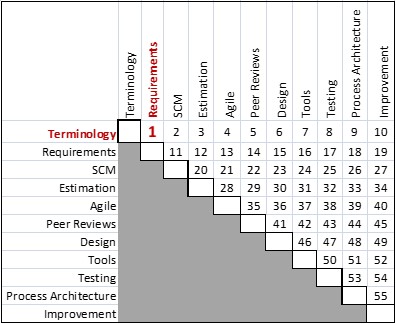 Terminology Requirements SCM Estimation Agile Peer Reviews Design Tools Testing Process Architecture Improvement
Terminology 1 2 3 4 5 6 7 8 9 10
Requirements 11 12 13 14 15 16 17 18 19
SCM 20 21 22 23 24 25 26 27
Estimation 28 29 30 31 32 33 34
Agile 35 36 37 38 39 40
Peer Reviews 41 42 43 44 45
Design 46 47 48 49
Tools 50 51 52
Testing 53 54
Process Architecture 55
Improvement